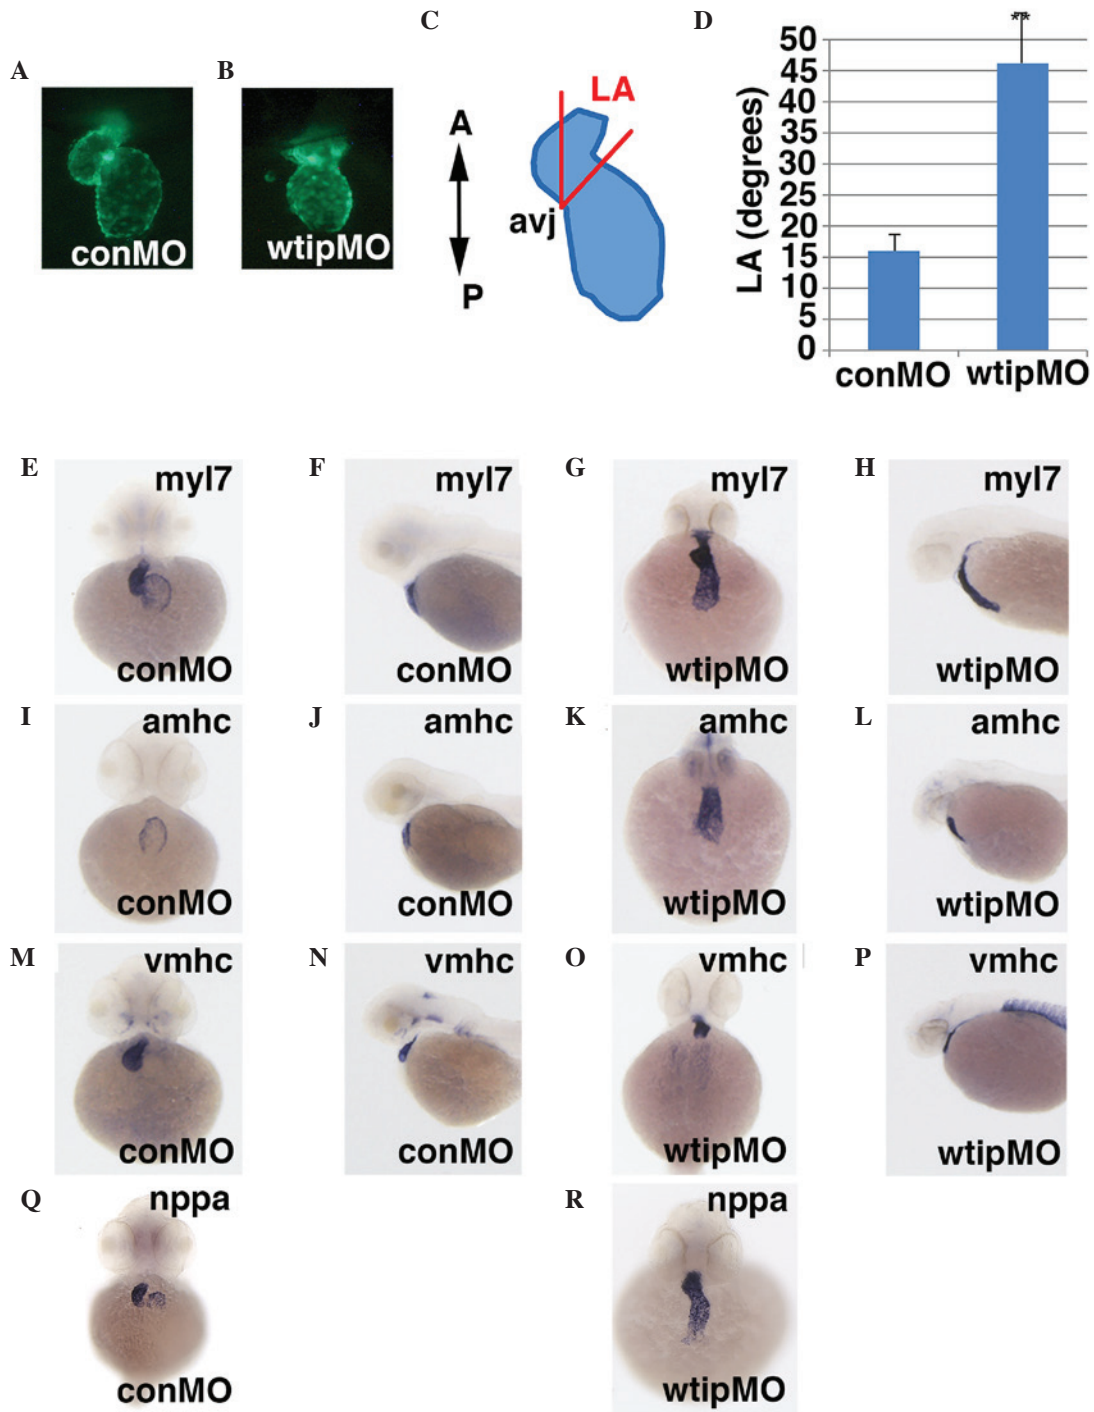 A
B
C
D
conMO
wtipMO
A
P
LA
avj
LA (degrees)
**
50
45
40
35
30
25
20
15
10
5
0
conMO
wtipMO
E
myl7
conMO
F
myl7
conMO
G
myl7
wtipMO
H
myl7
wtipMO
I
amhc
conMO
J
amhc
conMO
K
amhc
wtipMO
L
amhc
wtipMO
M
vmhc
conMO
N
vmhc
conMO
O
vmhc
wtipMO
P
vmhc
wtipMO
Q
nppa
conMO
R
nppa
wtipMO